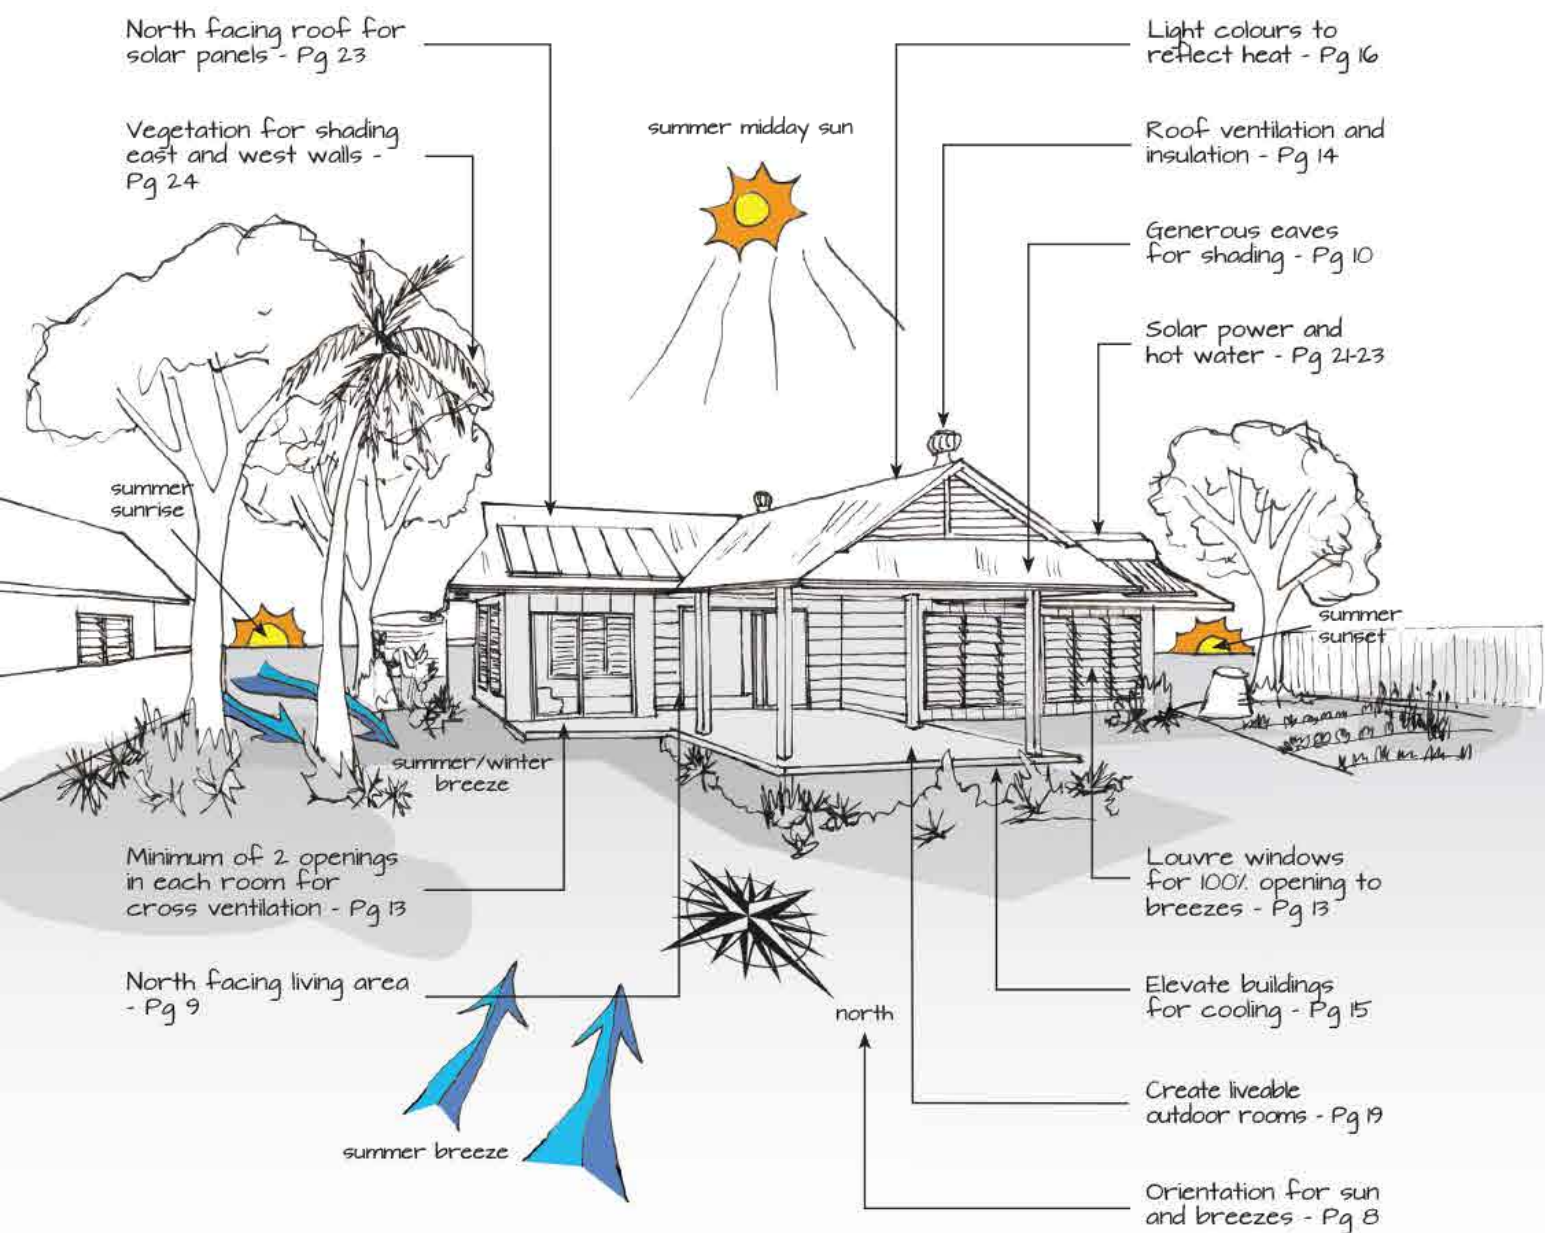 North facing roof for
solar panels - Pg 23
Vegetation for shading
east and west walls -
Pg 24
summer midday sun
Light colours to
reflect heat - Pg 16
Roof ventilation and
insulation - Pg 14
Generous eaves
for shading - Pg 10
Solar power and
hot water - Pg 21-23
summer
sunrise
summer
sunset
summer/winter
breeze
Minimum of 2 openings
in each room for
cross ventilation - Pg 13
North facing living area
- Pg 9
summer breeze
north
Louvre windows
for 100% opening to
breezes - Pg 13
Elevate buildings
for cooling - Pg 15
Create liveable
outdoor rooms - Pg 19
Orientation for sun
and breezes - Pg 8